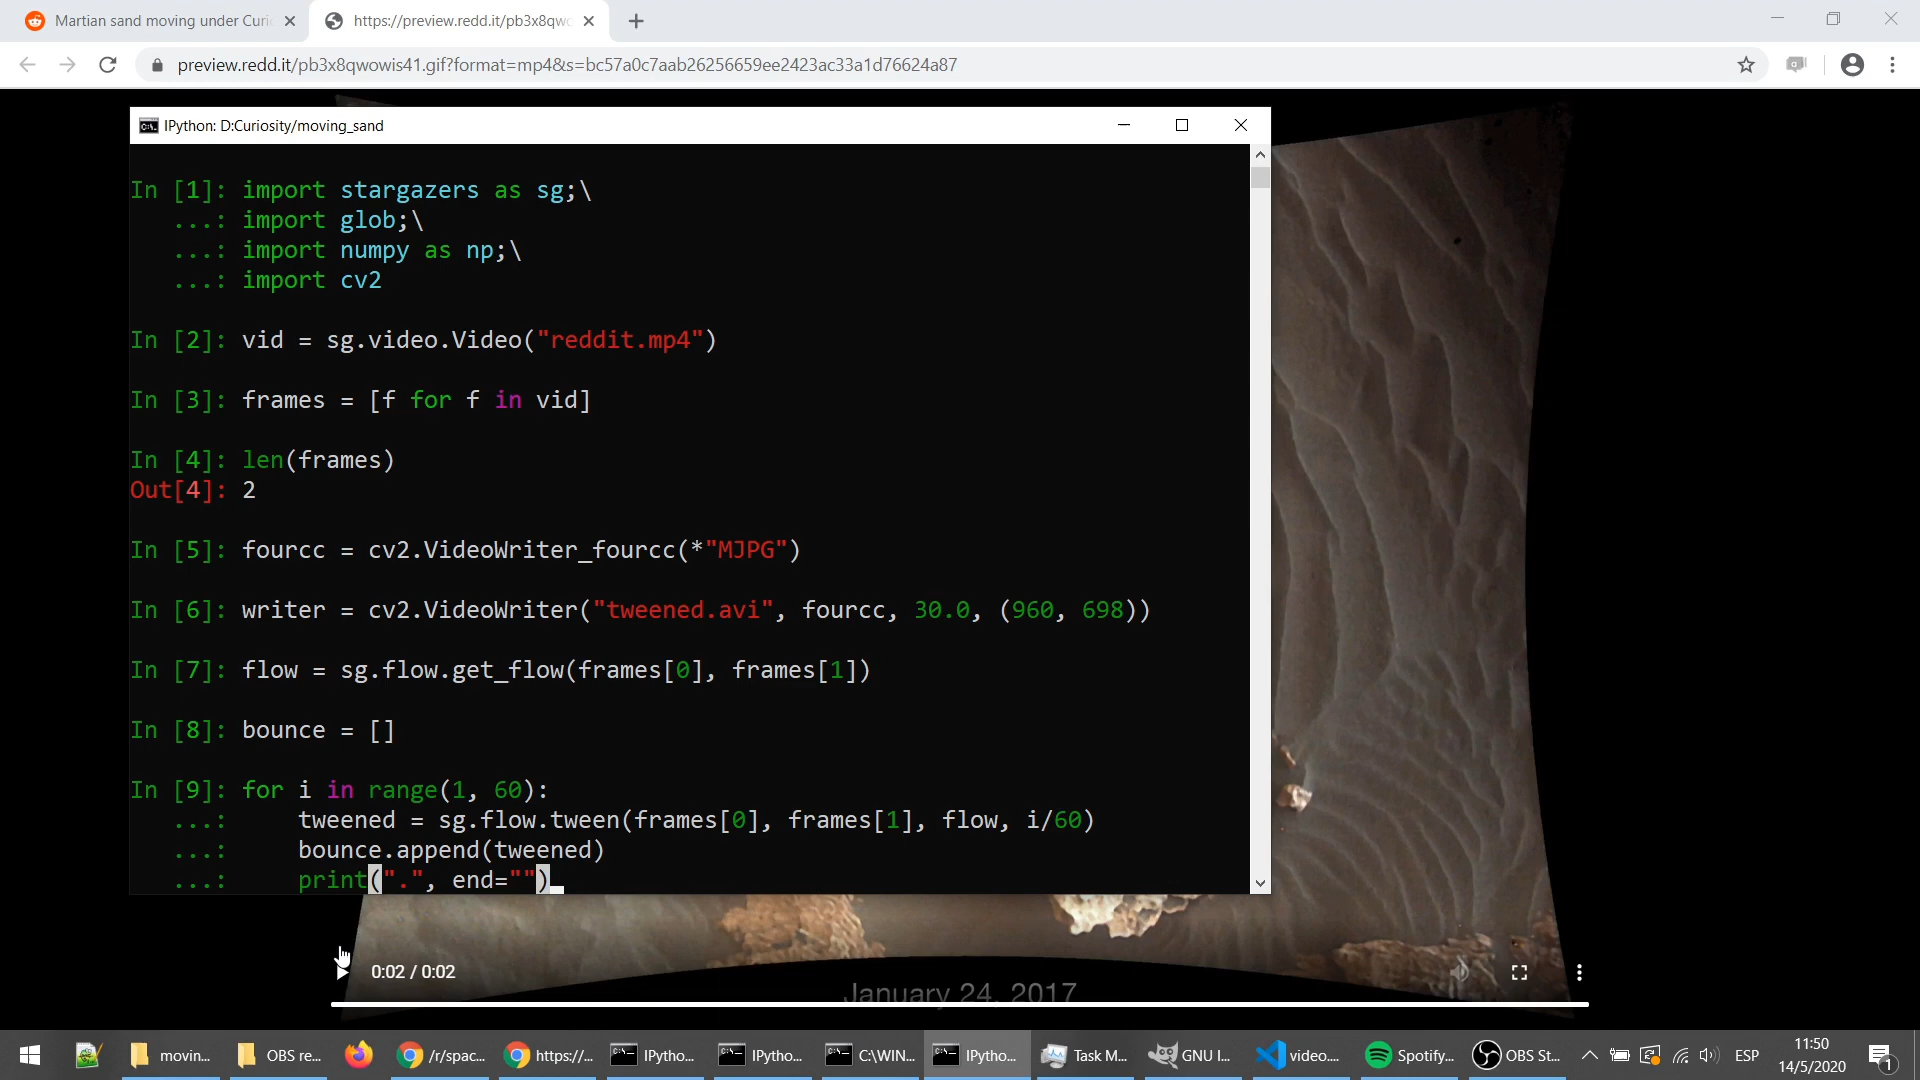 Martian sand moving under Curi
https://preview.redd.it/pb3x8qwo
preview.redd.it/pb3x8qwowis41.gif?format=mp4&s=bc57a0c7aab26256659ee2423ac33a1d76624a87
IPython: D:Curiosity/moving_sand
In [1]: import stargazers as sg;\
...: import glob;\
...: import numpy as np;\
...: import cv2
In [2]: vid = sg.video.Video("reddit.mp4")
In [3]: frames = [f for f in vid]
In [4]: len(frames)
Out[4]: 2
In [5]: fourcc = cv2.VideoWriter_fourcc(*"MJPG")
In [6]: writer = cv2.VideoWriter("tweened.avi", fourcc, 30.0, (960, 698))
In [7]: flow = sg.flow.get_flow(frames[0], frames[1])
In [8]: bounce = []
In [9]: for i in range(1, 60):
...: tweened = sg.flow.tween(frames[0], frames[1], flow, i/60)
...: bounce.append(tweened)
...: print(".", end="")
0:02 / 0:02
January 24, 2017
movin... OBS re... /r/spac... https://... IPytho... IPytho... C:\WIN... IPytho... Task M... GNU I... video.... Spotify... OBS St... ESP 11:50 1
14/5/2020